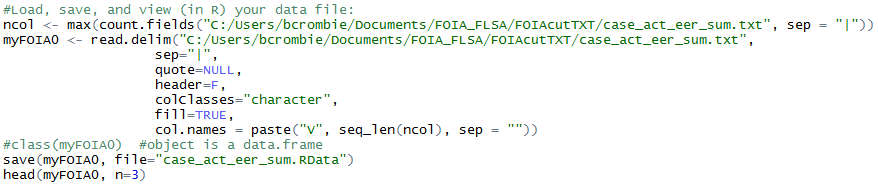 #Load, save, and view (in R) your data file:
ncol <- max(count.fields("C:/Users/bcrombie/Documents/FOIA_FLSA/FOIAcutTXT/case_act_eer_sum.txt", sep = "|"))
myFOIA0 <- read.delim("C:/Users/bcrombie/Documents/FOIA_FLSA/FOIAcutTXT/case_act_eer_sum.txt",
                      sep="|",
                      quote=NULL,
                      header=F,
                      colClasses="character",
                      fill=TRUE,
                      col.names = paste("V", seq_len(ncol), sep = ""))
#class(myFOIA0)  #object is a data.frame
save(myFOIA0, file="case_act_eer_sum.RData")
head(myFOIA0, n=3)